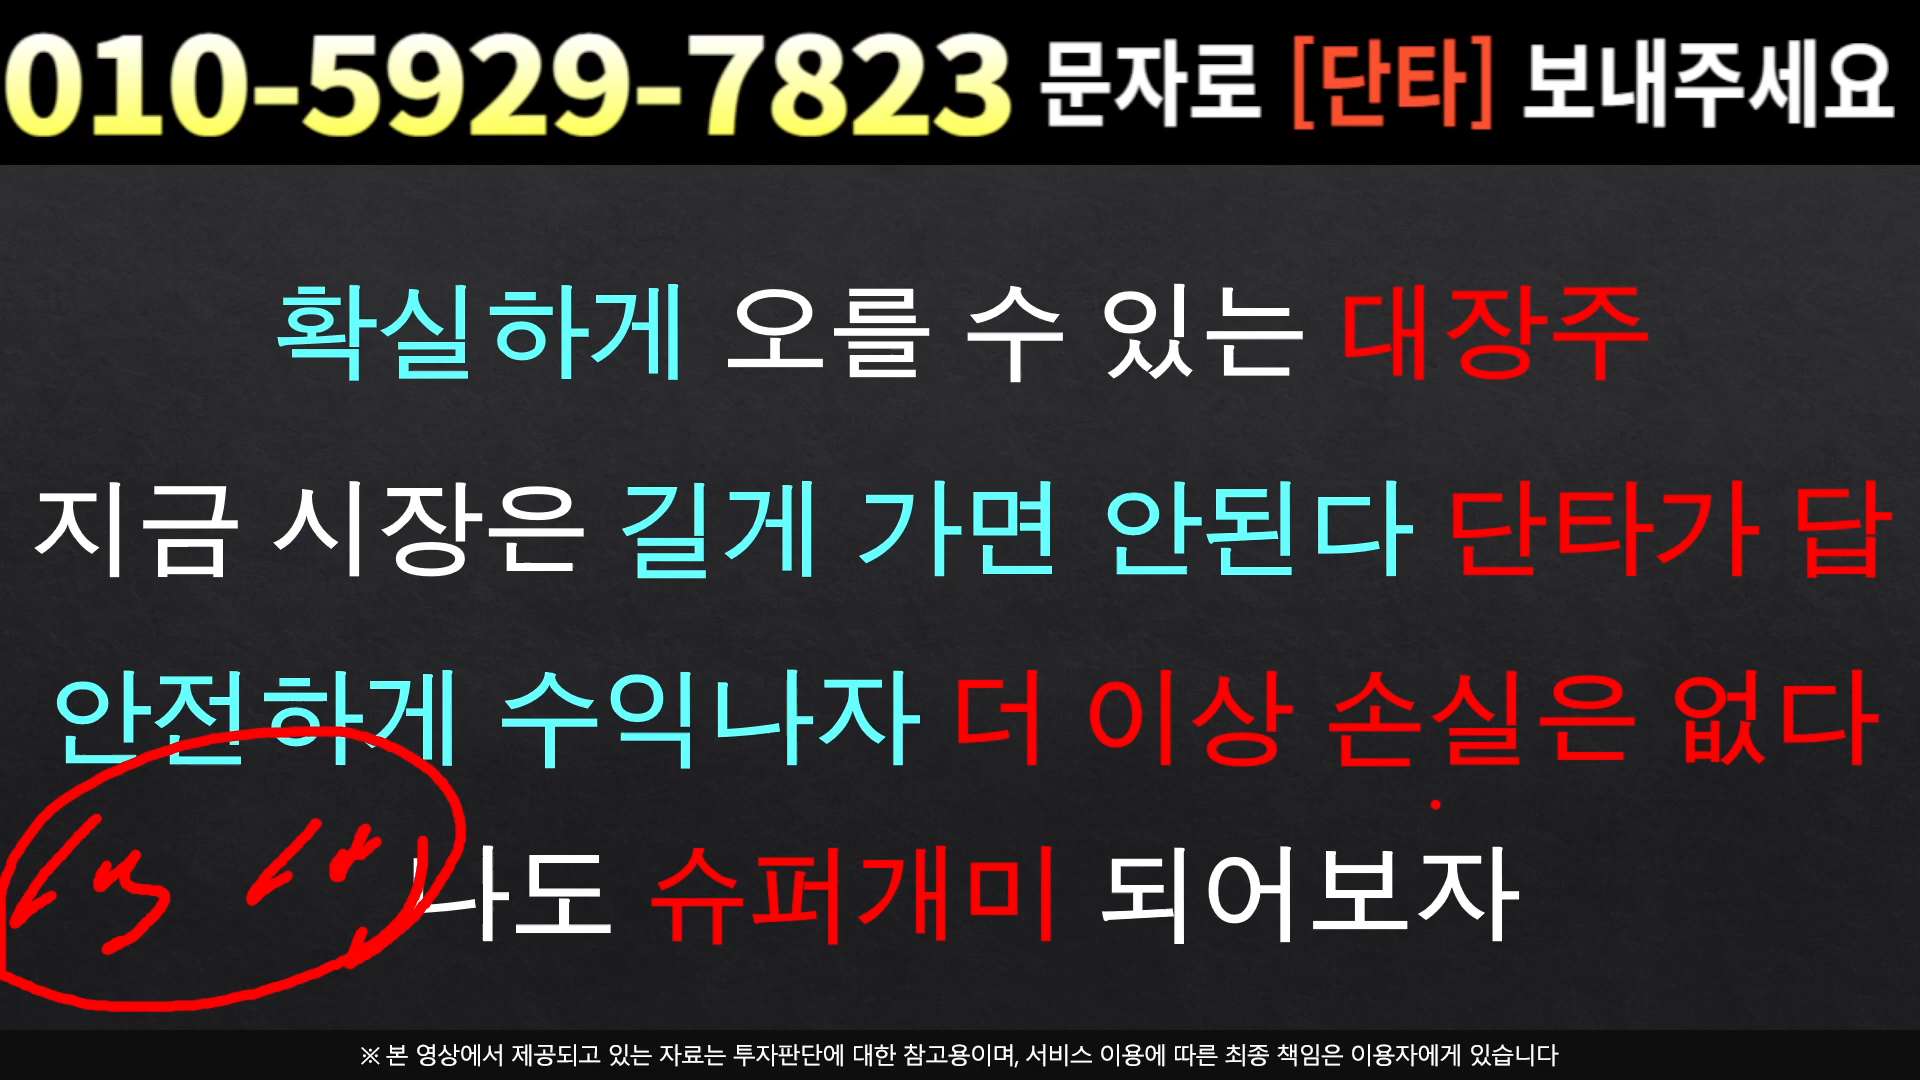 010-5929-7823 문자로 [단타] 보내주세요
확실하게 오를 수 있는 대장주
지금 시장은 길게 가면 안된다 단타가 답
안전하게 수익나자 더 이상 손실은 없다
나도 슈퍼개미 되어보자
※ 본 영상에서 제공되고 있는 자료는 투자판단에 대한 참고용이며, 서비스 이용에 따른 최종 책임은 이용자에게 있습니다